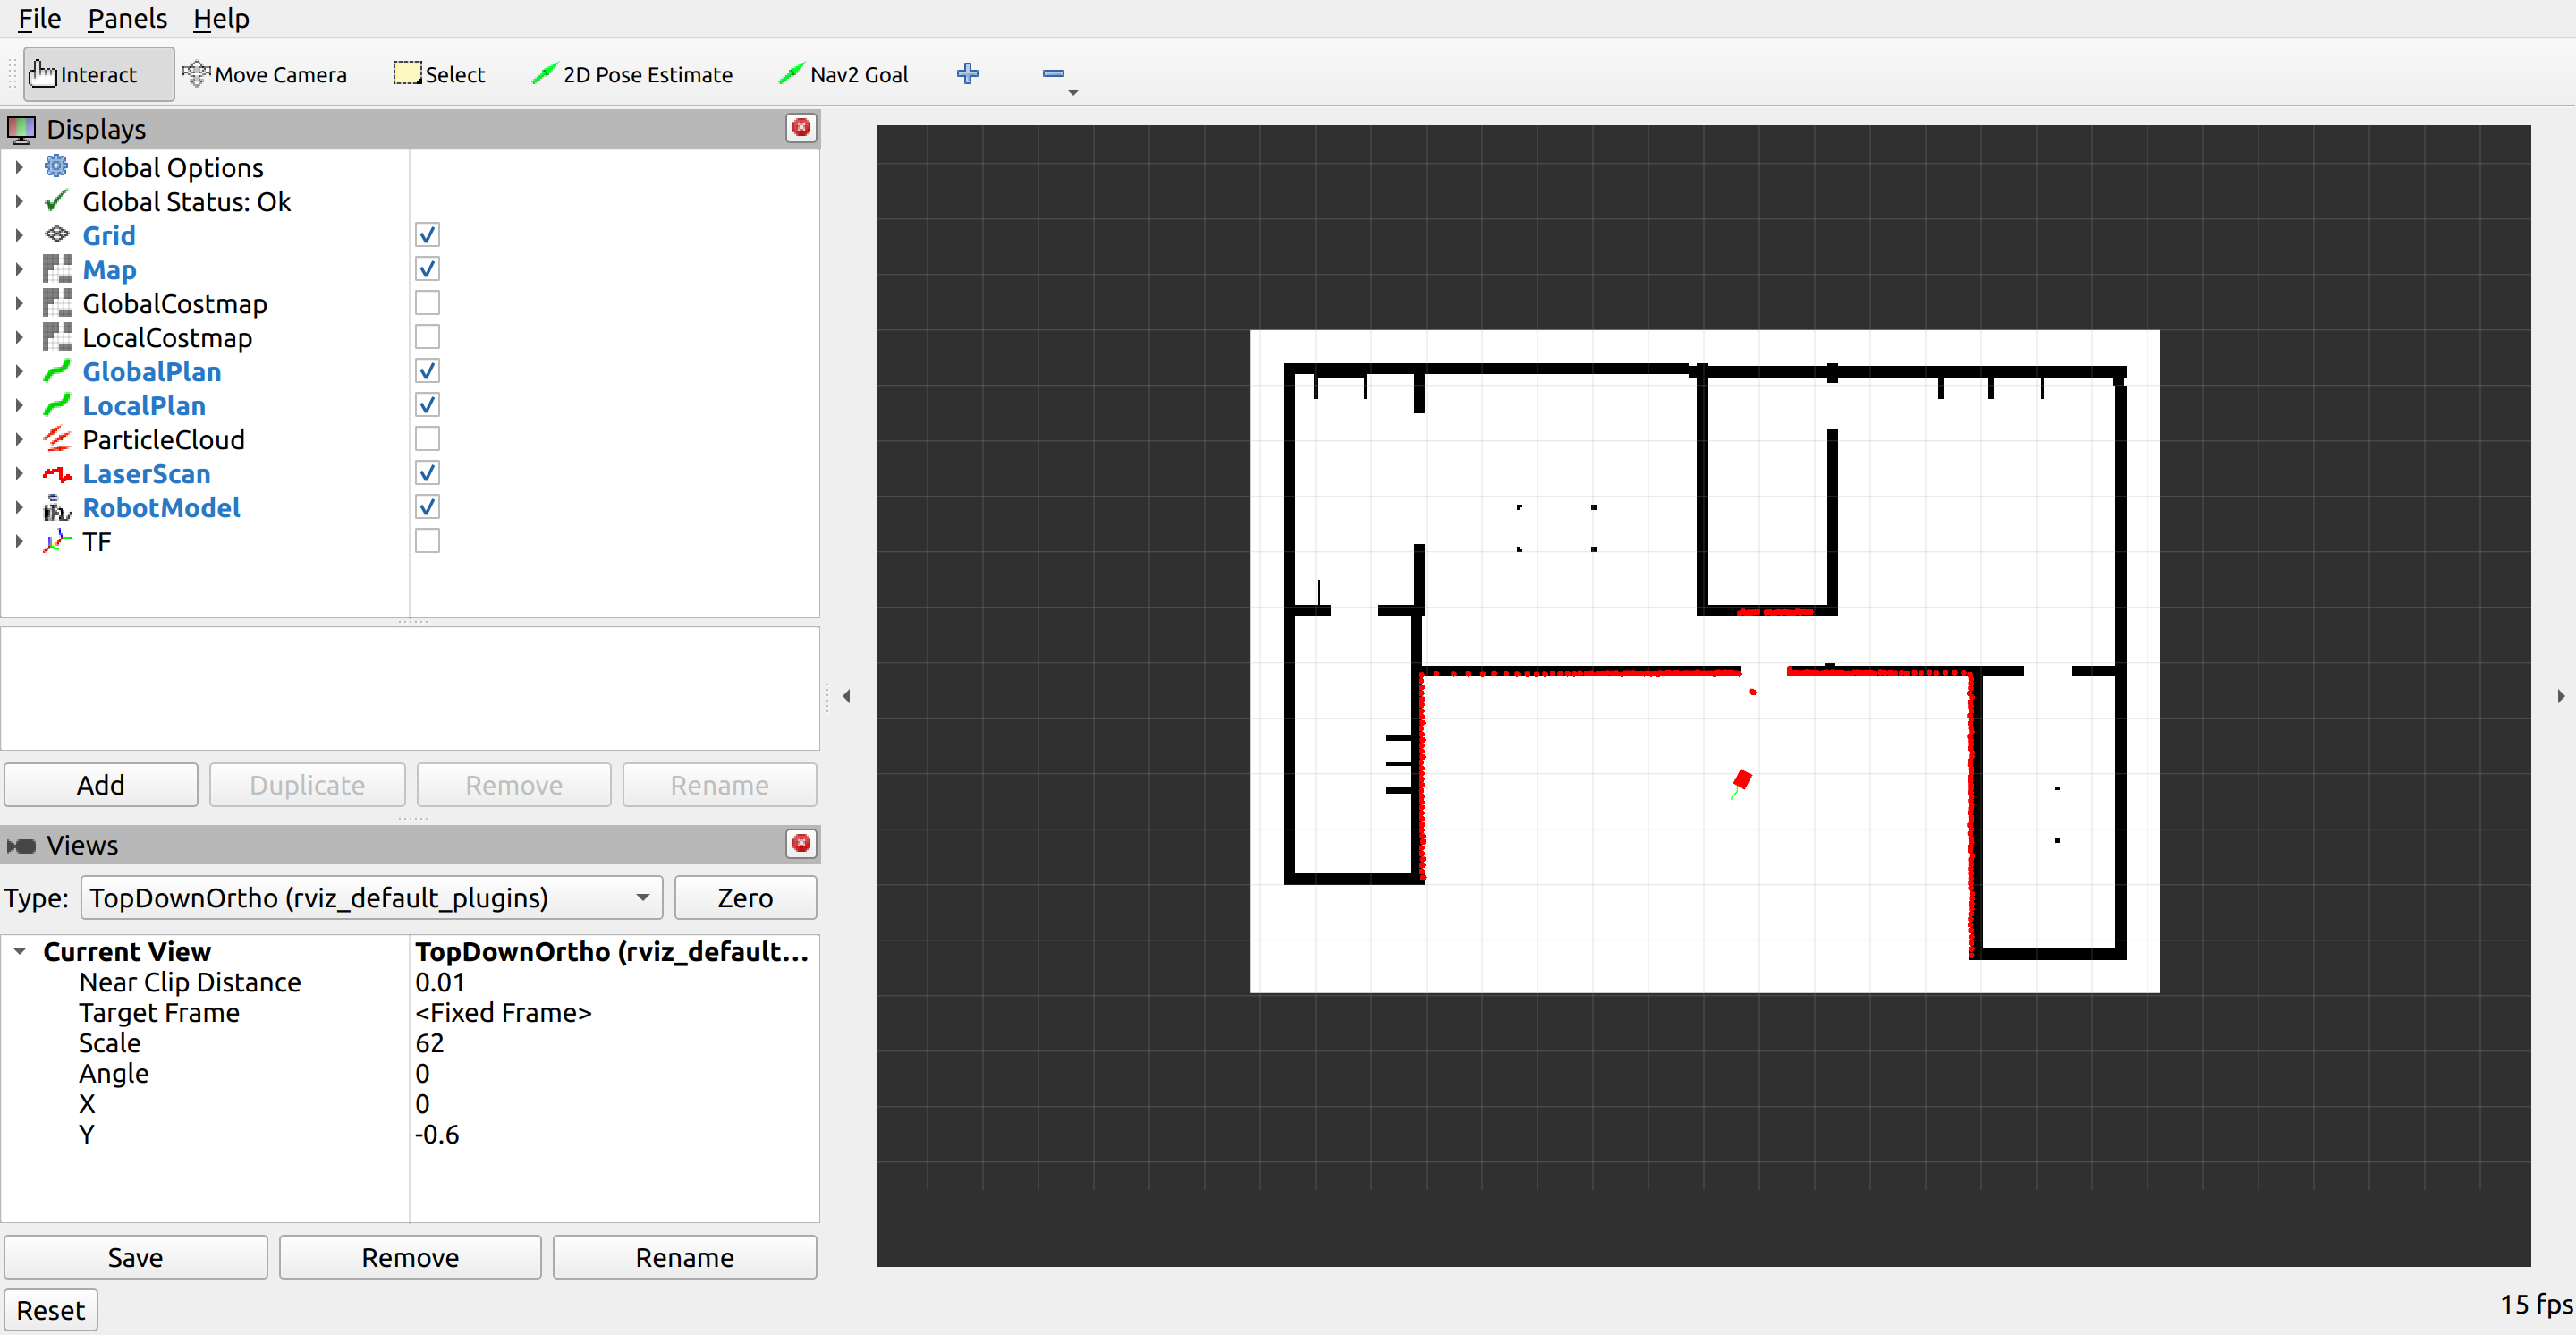 File Panels Help
Interact Move Camera Select 2D Pose Estimate Nav2 Goal
Displays
Global Options
Global Status: Ok
Grid
Map
GlobalCostmap
LocalCostmap
GlobalPlan
LocalPlan
ParticleCloud
LaserScan
RobotModel
TF
Add Duplicate Remove Rename
Views
Type: TopDownOrtho (rviz_default_plugins) Zero
Current View TopDownOrtho (rviz_default...
Near Clip Distance 0.01
Target Frame <Fixed Frame>
Scale 62
Angle 0
X 0
Y -0.6
Save Remove Rename
Reset 15 fps